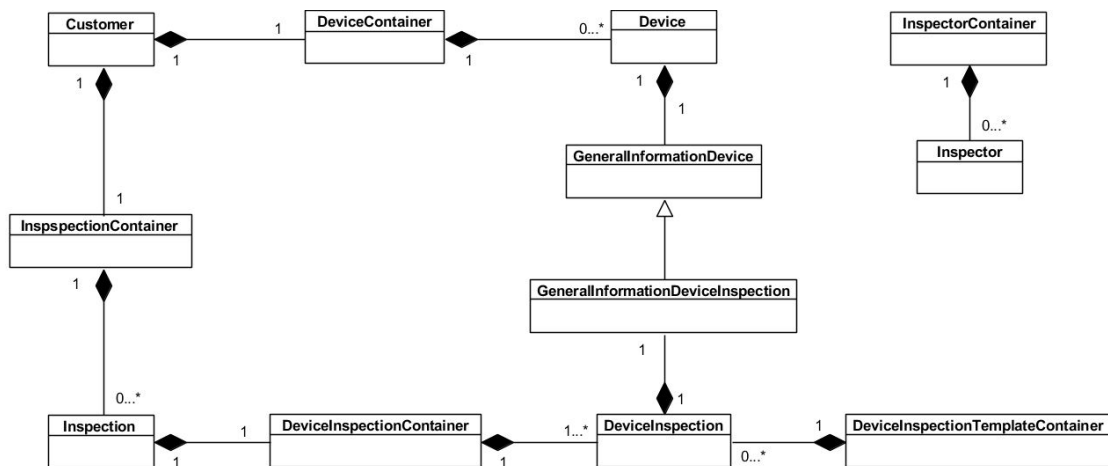 Customer
1
1
DeviceContainer
1
0...*
Device
InspectorContainer
1
1
1
1
0...*
GeneralInformationDevice
Inspector
1
InspspectionContainer
1
GeneralInformationDeviceInspection
1
0...*
1
Inspection
1
1
DeviceInspectionContainer
1
1...*
DeviceInspection
0...*
1
DeviceInspectionTemplateContainer